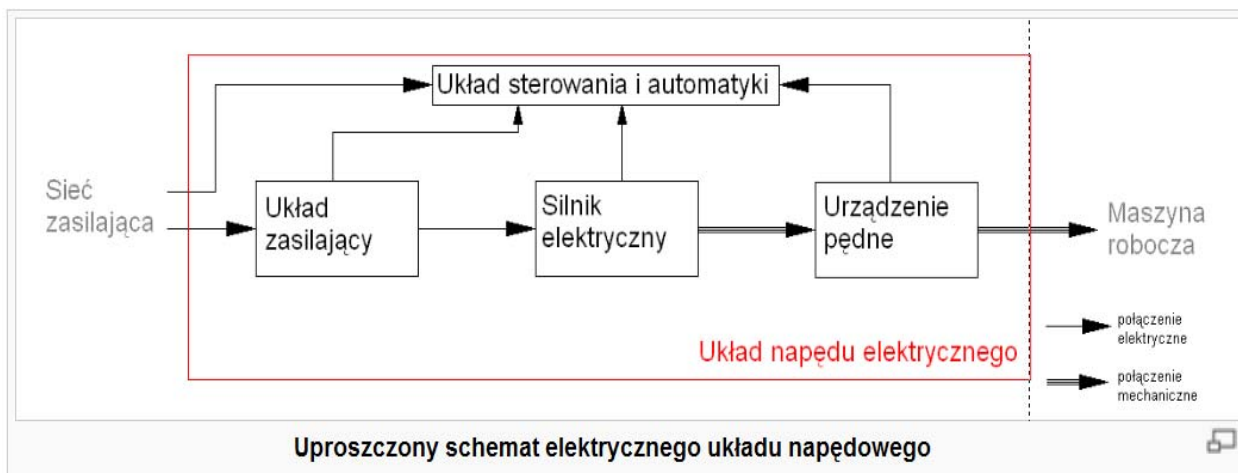 Układ sterowania i automatyki
Sieć
zasilająca
Układ
zasilający
Silnik
elektryczny
Urządzenie
pędne
Maszyna
robocza
Układ napędu elektrycznego
połączenie
elektryczne
połączenie
mechaniczne
Uproszczony schemat elektrycznego układu napędowego